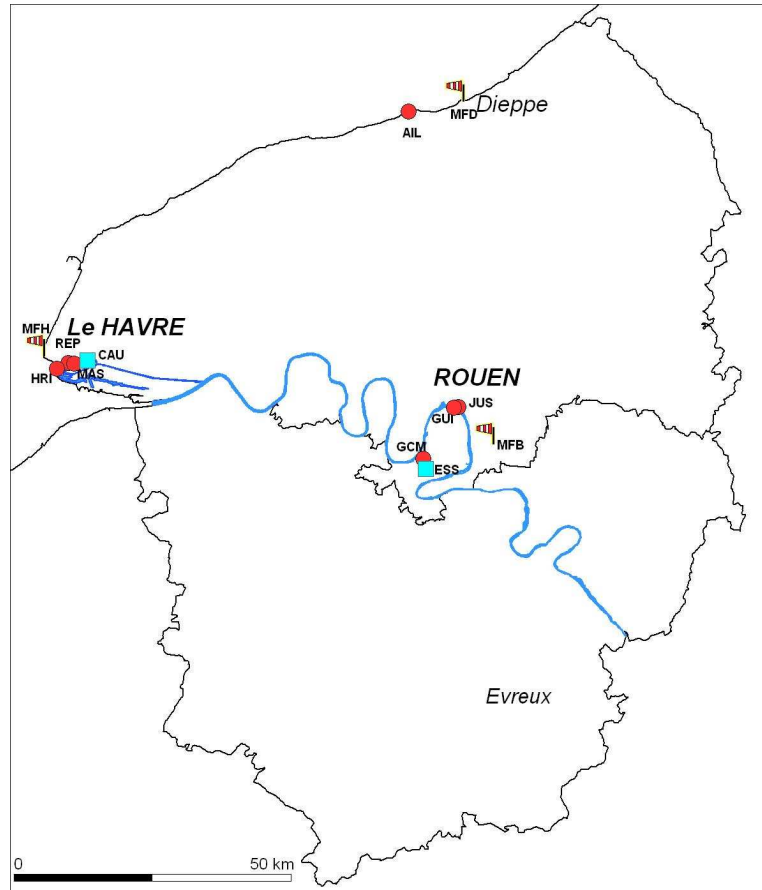 Dieppe
MFD
AIL
Le HAVRE
MFH
REP
CAU
MAS
HRI
ROUEN
JUS
GUI
MFB
GCM
ESS
Evreux
0
50 km